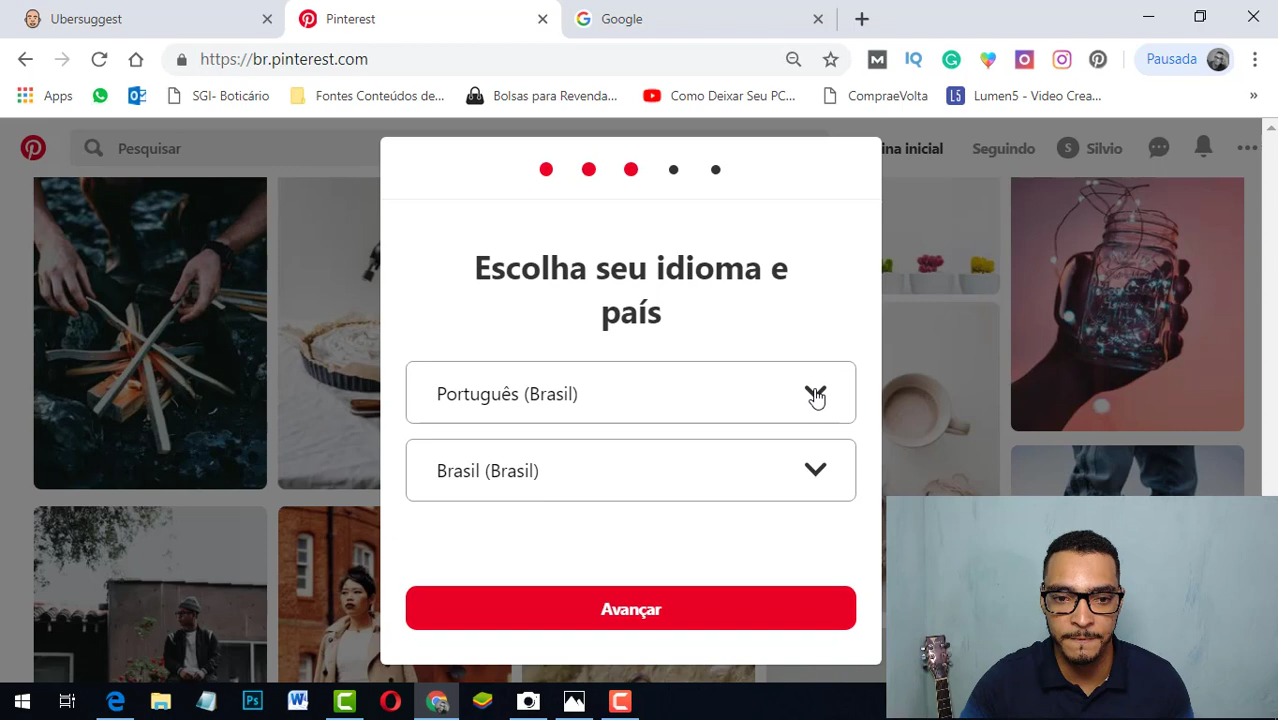 Ubersuggest
Pinterest
Google
https://br.pinterest.com
Pausada
Apps
SGI- Boticário
Fontes Conteúdos de...
Bolsas para Revenda...
Como Deixar Seu PC...
CompraeVolta
Lumen5 - Video Crea...
Pesquisar
ina inicial
Seguindo
S
Silvio
Escolha seu idioma e
país
Português (Brasil)
Brasil (Brasil)
Avançar